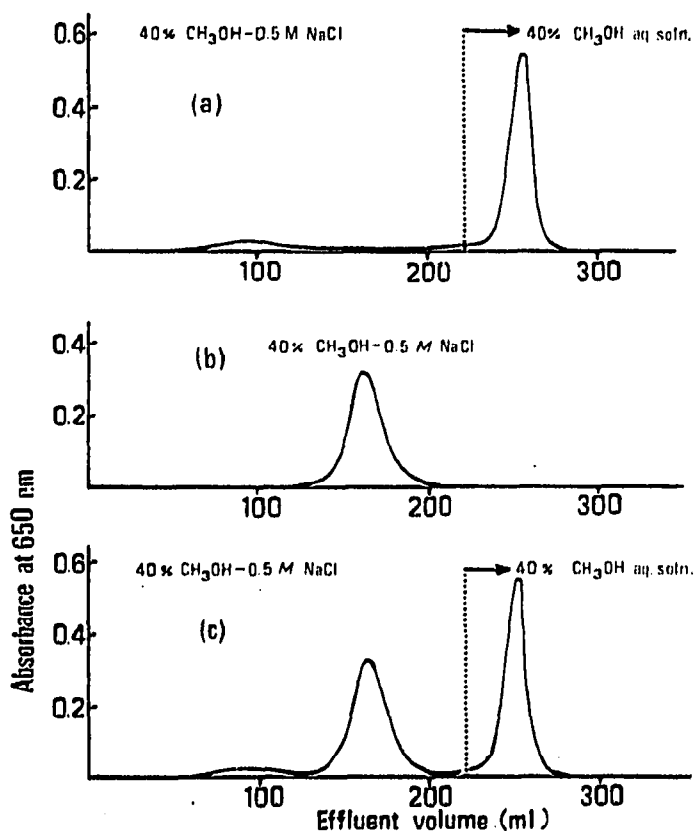 0.6
40% CH₃OH-0.5 M NaCl
40% CH₃OH aq soln.
0.4
(a)
0.2
100 200 300
0.4
(b)
40% CH₃OH-0.5 M NaCl
0.2
100 200 300
0.6
40% CH₃OH-0.5 M NaCl
40 % CH₃OH aq. soln.
0.4
(c)
0.2
100 200 300
Absorbance at 650 nm
Effluent volume (ml)